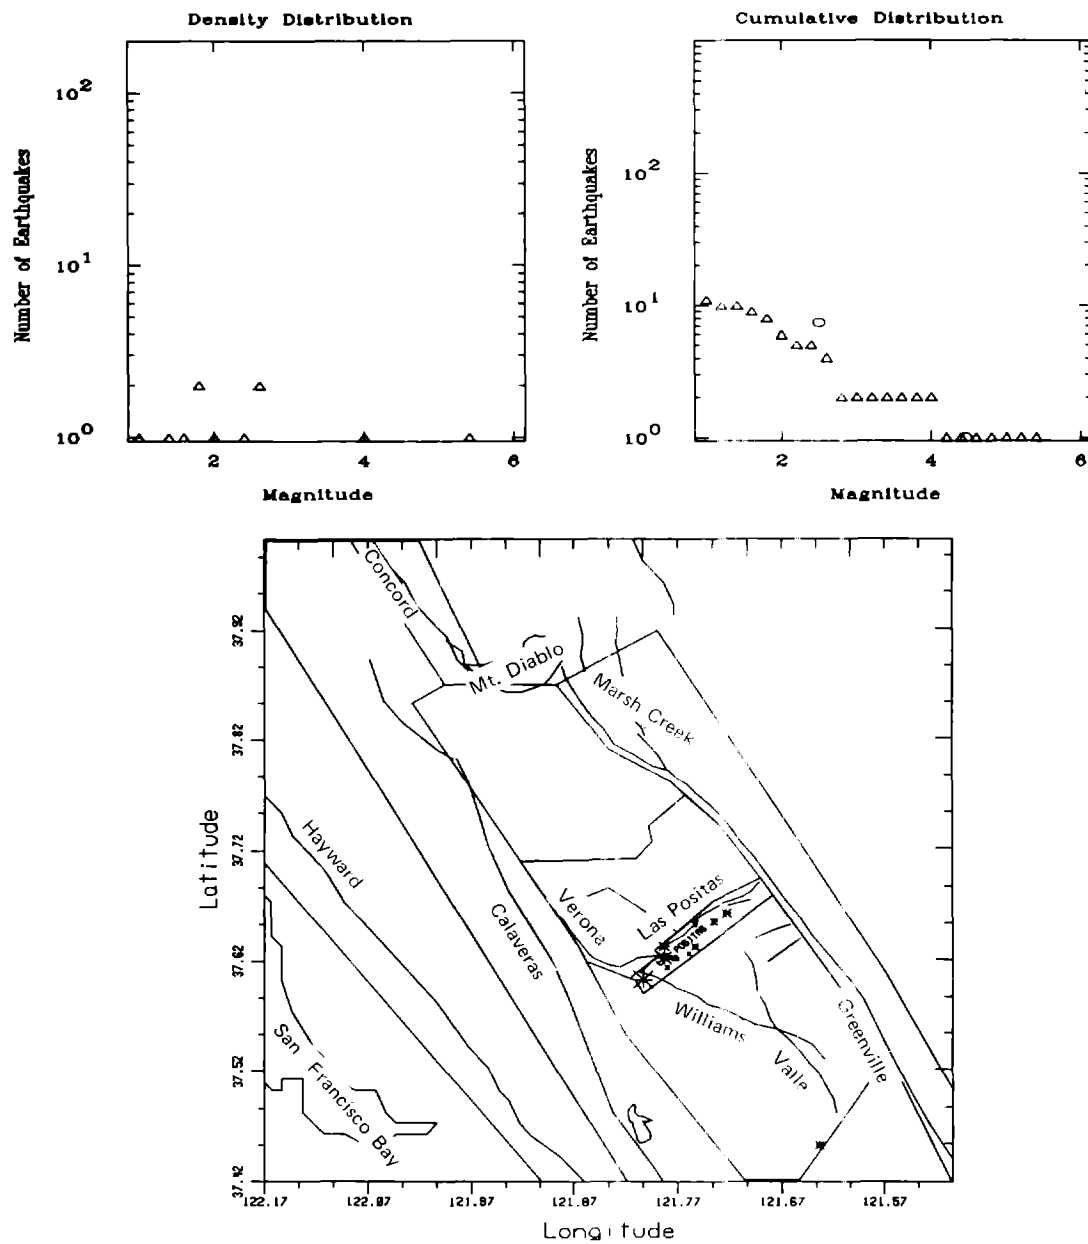 Density Distribution
Cumulative Distribution
Number of Earthquakes
10^2
10^1
10^0
2
4
6
Magnitude
Number of Earthquakes
10^2
10^1
10^0
2
4
6
Magnitude
Concord
Mt. Diablo
Marsh Creek
Hayward
Calaveras
Verona
Las Positas
POSITAS
Williams
Valle
Greenville
San Francisco Bay
Latitude
37.92
37.82
37.72
37.62
37.52
37.42
122.17
122.07
121.97
121.87
121.77
121.67
121.57
Longitude